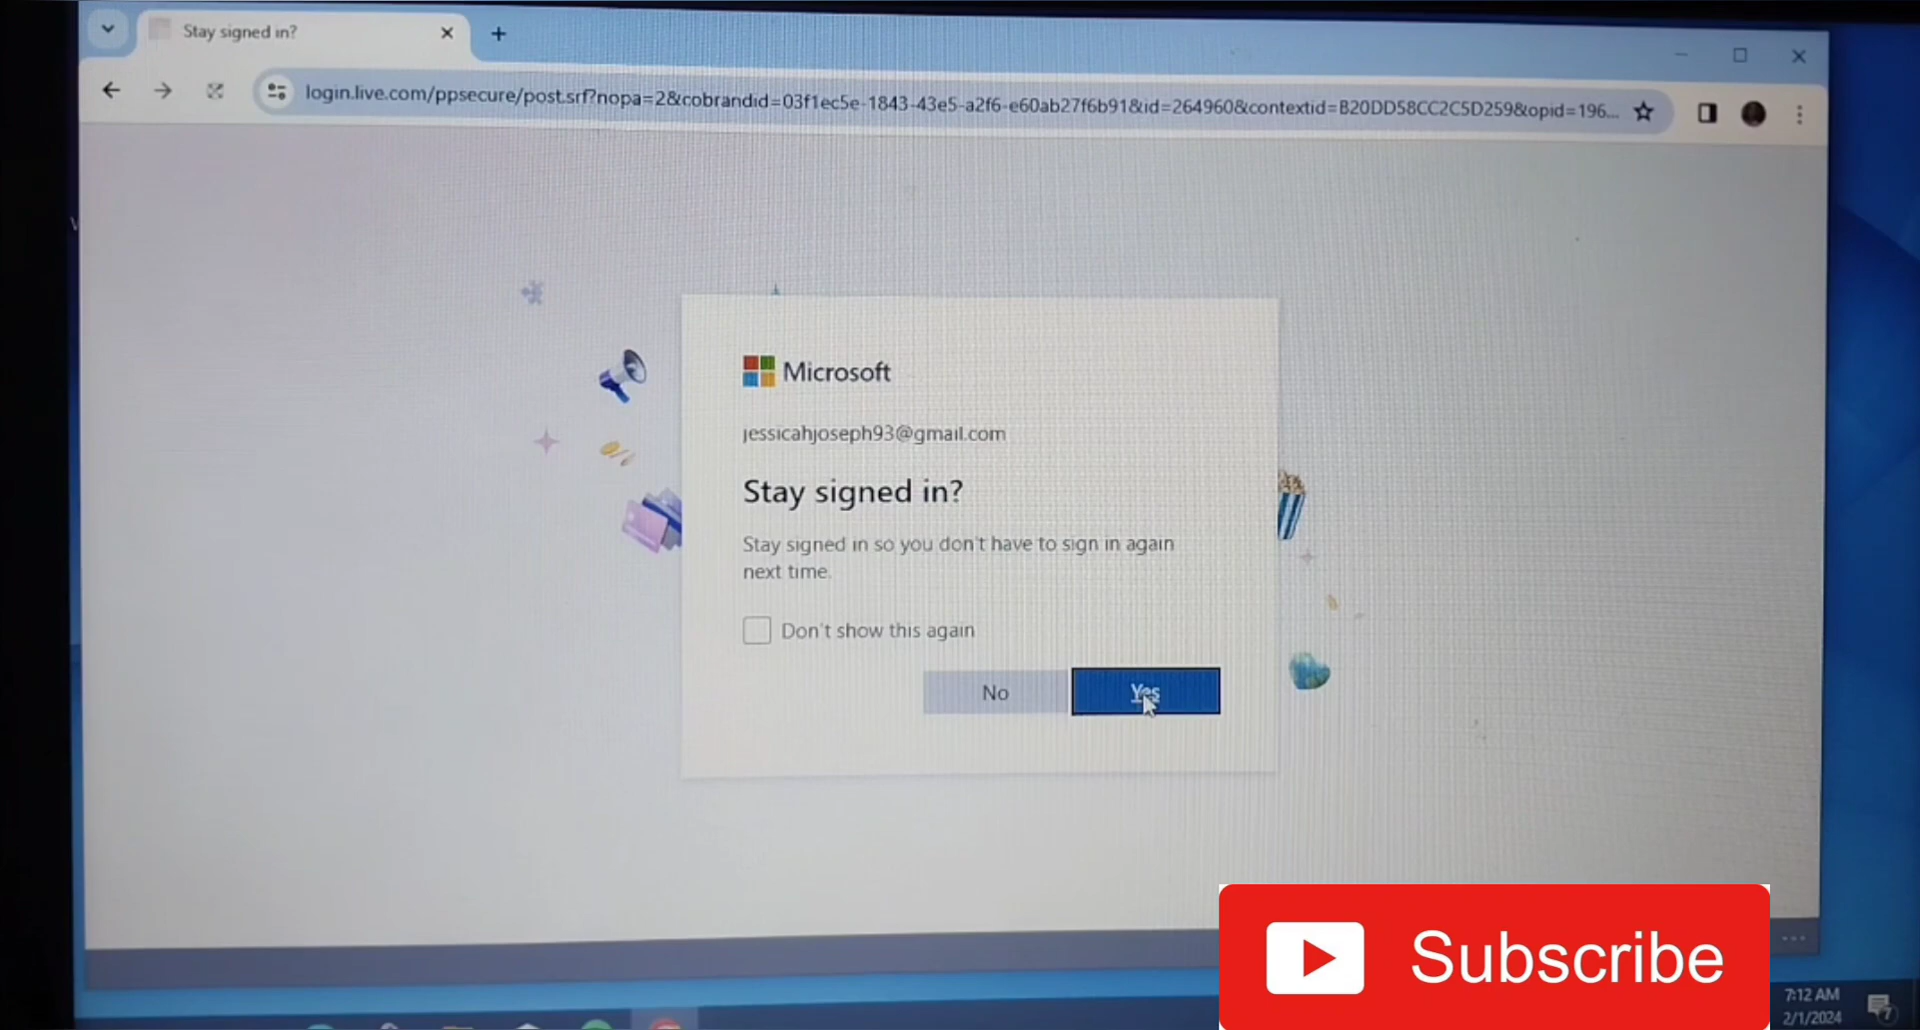 Stay signed in?
login.live.com/ppsecure/post.srf?nopa=2&cobrandid=03f1ec5e-1843-43e5-a2f6-e60ab27f6b91&id=264960&contextid=B20DD58CC2C5D259&opid=196...
Microsoft
jessicahjoseph93@gmail.com
Stay signed in?
Stay signed in so you don't have to sign in again
next time.
Don't show this again
No
Yes
Subscribe
7:12 AM
2/1/2024
7